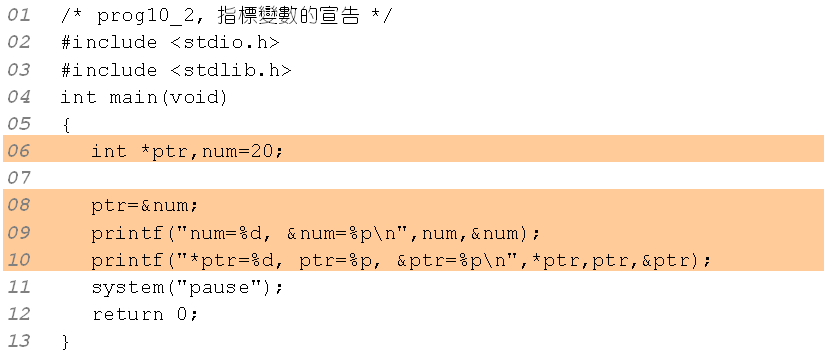 01 /* prog10_2, 指標變數的宣告 */
02 #include <stdio.h>
03 #include <stdlib.h>
04 int main(void)
05 {
06 int *ptr,num=20;
07
08 ptr=&num;
09 printf("num=%d, &num=%p\n",num,&num);
10 printf("*ptr=%d, ptr=%p, &ptr=%p\n",*ptr,ptr,&ptr);
11 system("pause");
12 return 0;
13 }